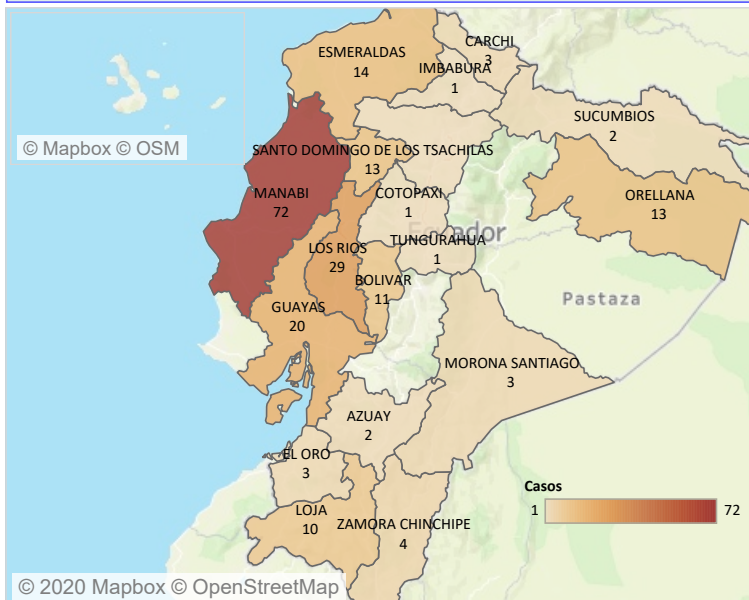 CARCHI
3
ESMERALDAS
14
IMBABURA
1
SUCUMBIOS
2
© Mapbox © OSM
SANTO DOMINGO DE LOS TSACHILAS
13
MANABI
72
COTOPAXI
1
ORELLANA
13
Ecuador
TUNGURAHUA
1
LOS RIOS
29
BOLIVAR
11
Pastaza
GUAYAS
20
MORONA SANTIAGO
3
AZUAY
2
EL ORO
3
Casos
1
72
LOJA
10
ZAMORA CHINCHIPE
4
© 2020 Mapbox © OpenStreetMap